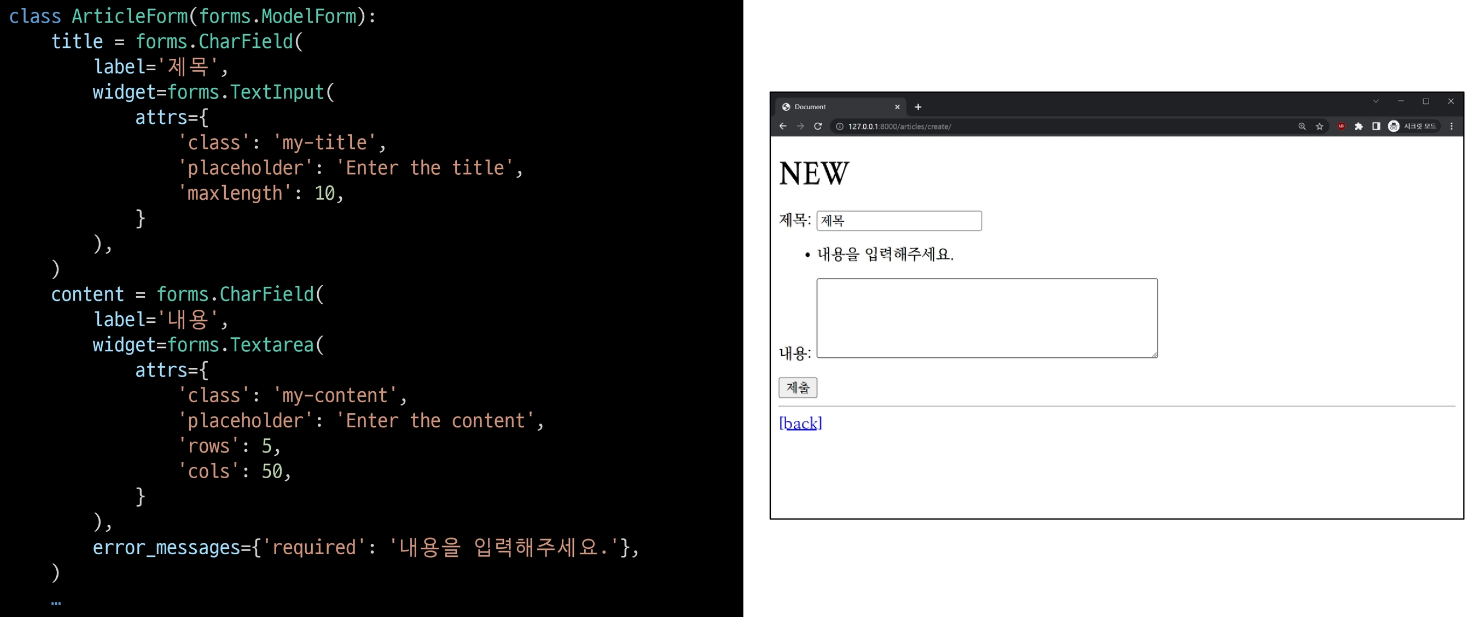 class ArticleForm(forms.ModelForm):
    title = forms.CharField(
        label='제목',
        widget=forms.TextInput(
            attrs={
                'class': 'my-title',
                'placeholder': 'Enter the title',
                'maxlength': 10,
            }
        ),
    )
    content = forms.CharField(
        label='내용',
        widget=forms.Textarea(
            attrs={
                'class': 'my-content',
                'placeholder': 'Enter the content',
                'rows': 5,
                'cols': 50,
            }
        ),
        error_messages={'required': '내용을 입력해주세요.'},
    )
    …
Document
127.0.0.1:8000/articles/create/
시크릿 모드
NEW
제목: 제목
• 내용을 입력해주세요.
내용:
제출
[back]